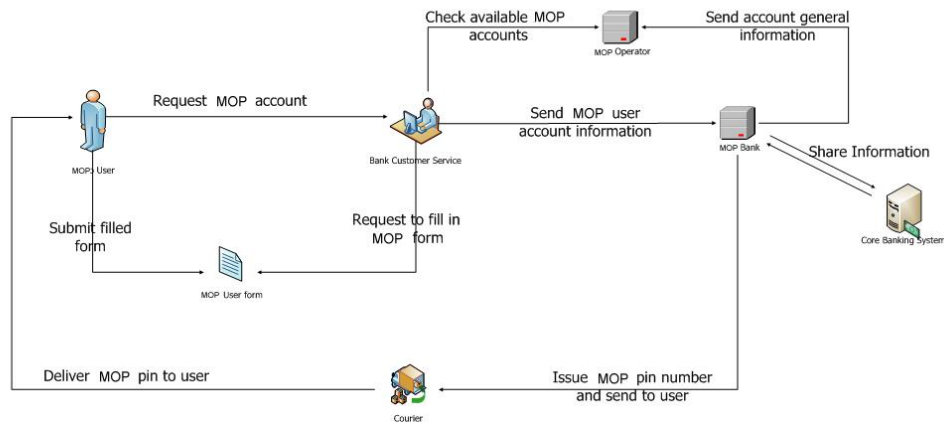 Check available MOP
accounts
MOP Operator
Send account general
information
Request MOP account
Send MOP user
account information
MOP. User
Bank Customer Service
MOP Bank
Share Information
Submit filled
form
Request to fill in
MOP form
Core Banking System
MOP User form
Deliver MOP pin to user
Issue MOP pin number
and send to user
Courier